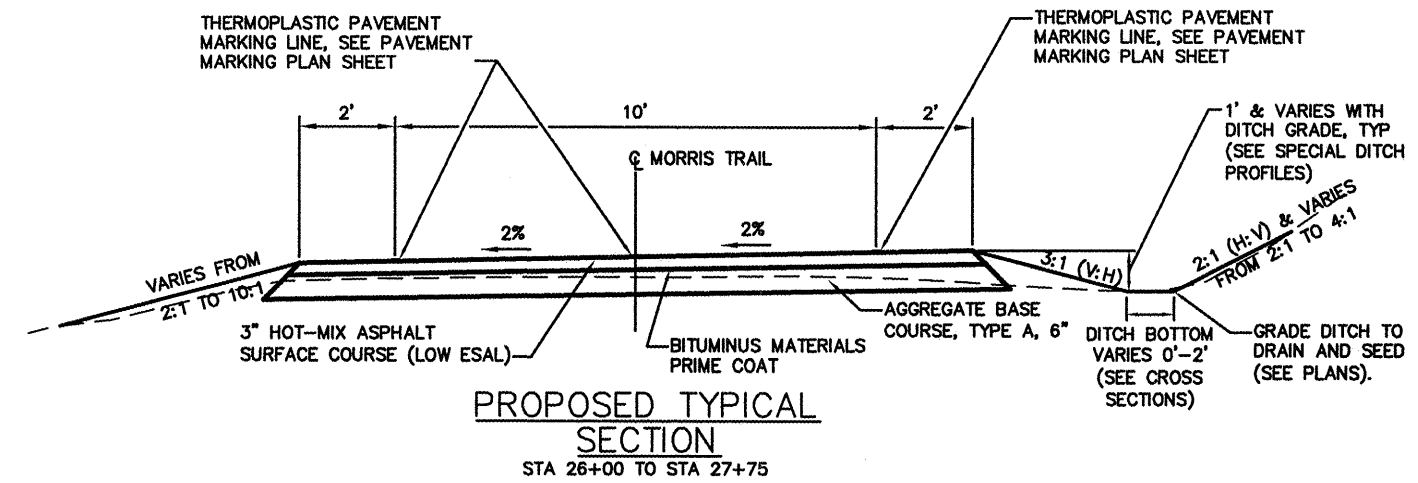 THERMOPLASTIC PAVEMENT
MARKING LINE, SEE PAVEMENT
MARKING PLAN SHEET
THERMOPLASTIC PAVEMENT
MARKING LINE, SEE PAVEMENT
MARKING PLAN SHEET
2'
10'
2'
1' & VARIES WITH
DITCH GRADE, TYP
(SEE SPECIAL DITCH
PROFILES)
℄ MORRIS TRAIL
2%
2%
VARIES FROM
2:1 TO 10:1
3:1 (V:H)
2:1 (H:V) & VARIES
FROM 2:1 TO 4:1
3" HOT-MIX ASPHALT
SURFACE COURSE (LOW ESAL)
BITUMINUS MATERIALS
PRIME COAT
AGGREGATE BASE
COURSE, TYPE A, 6"
DITCH BOTTOM
VARIES 0'-2'
(SEE CROSS
SECTIONS)
GRADE DITCH TO
DRAIN AND SEED
(SEE PLANS).
PROPOSED TYPICAL
SECTION
STA 26+00 TO STA 27+75